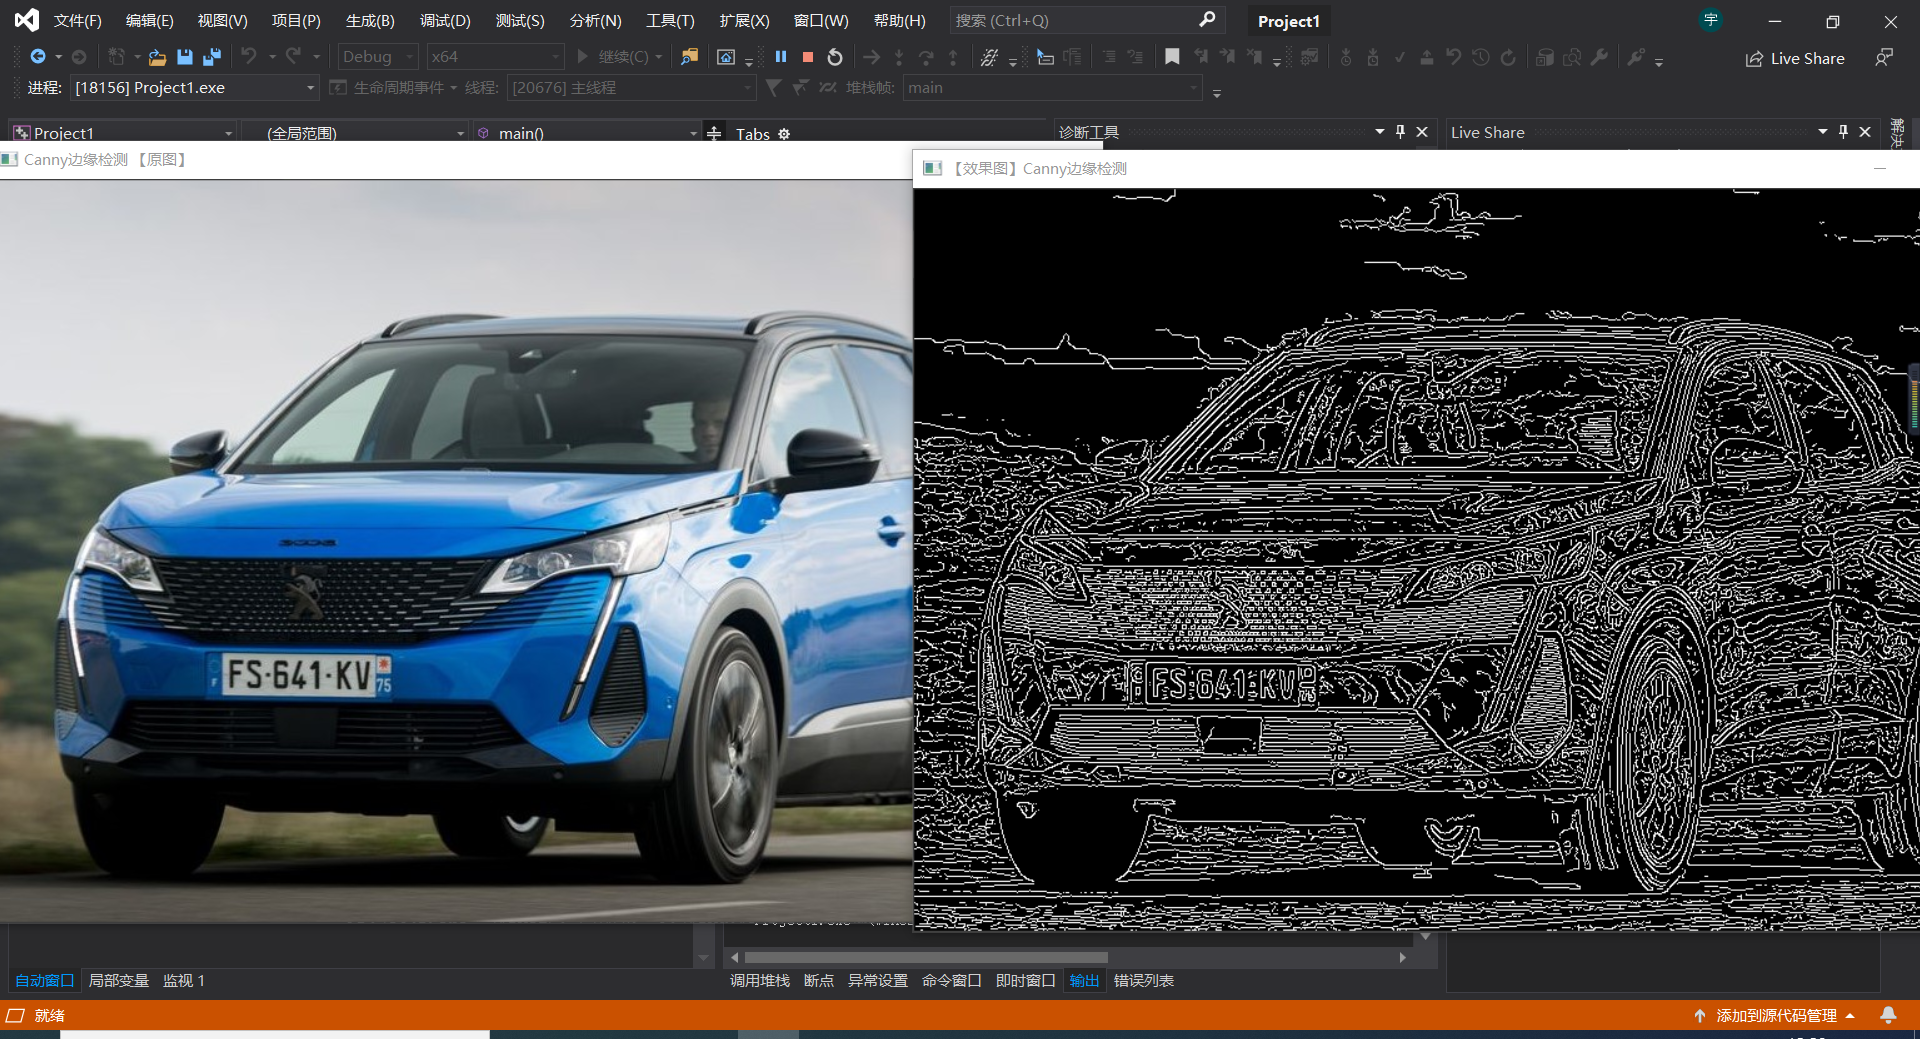 文件(F) 编辑(E) 视图(V) 项目(P) 生成(B) 调试(D) 测试(S) 分析(N) 工具(T) 扩展(X) 窗口(W) 帮助(H) 搜索 (Ctrl+Q) Project1 宇
Debug x64 继续(C) Live Share
进程: [18156] Project1.exe 生命周期事件 线程: [20676] 主线程 堆栈帧: main
Project1 (全局范围) main() Tabs 诊断工具 Live Share 解决
Canny边缘检测 【原图】
【效果图】Canny边缘检测
FS-641-KV
F 75
FS-641-KV
自动窗口 局部变量 监视 1 调用堆栈 断点 异常设置 命令窗口 即时窗口 输出 错误列表
就绪 添加到源代码管理